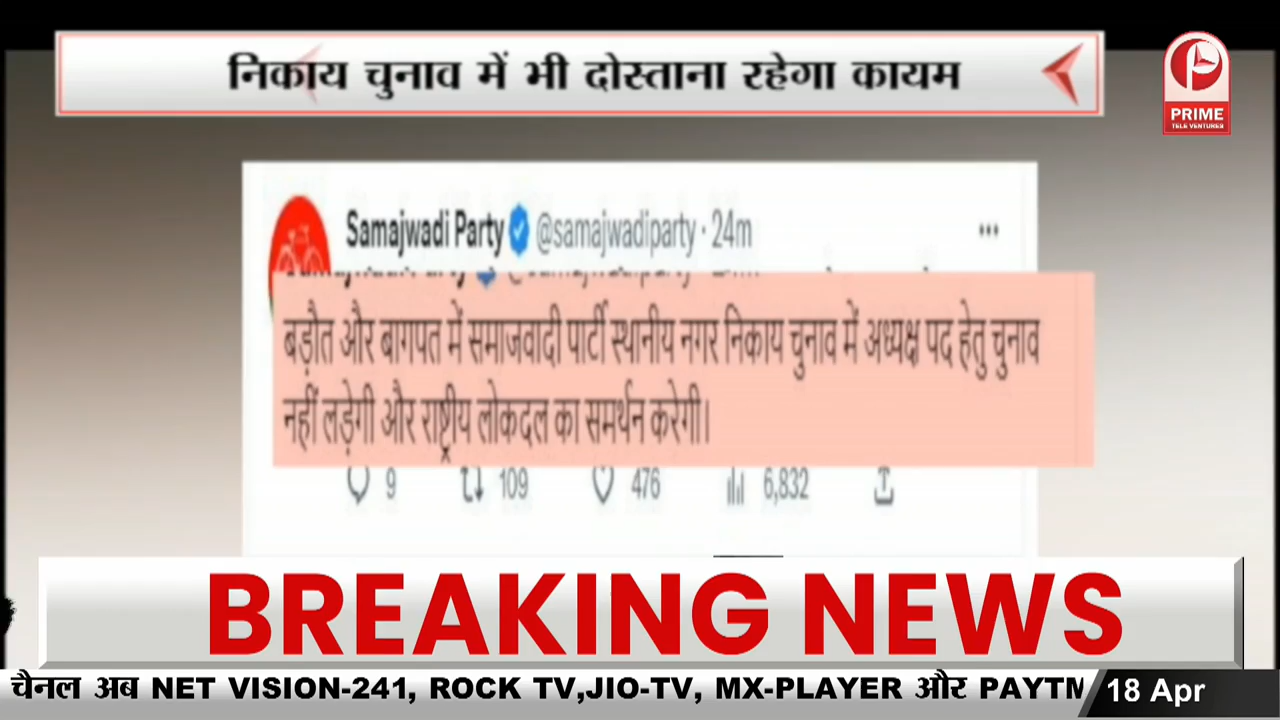 निकाय चुनाव में भी दोस्ताना रहेगा कायम
PRIME
TELE VENTURES
Samajwadi Party @samajwadiparty · 24m
बड़ौत और बागपत में समाजवादी पार्टी स्थानीय नगर निकाय चुनाव में अध्यक्ष पद हेतु चुनाव
नहीं लड़ेगी और राष्ट्रीय लोकदल का समर्थन करेगी।
9 109 476 6,832
BREAKING NEWS
चैनल अब NET VISION-241, ROCK TV,JIO-TV, MX-PLAYER और PAYTM
18 Apr